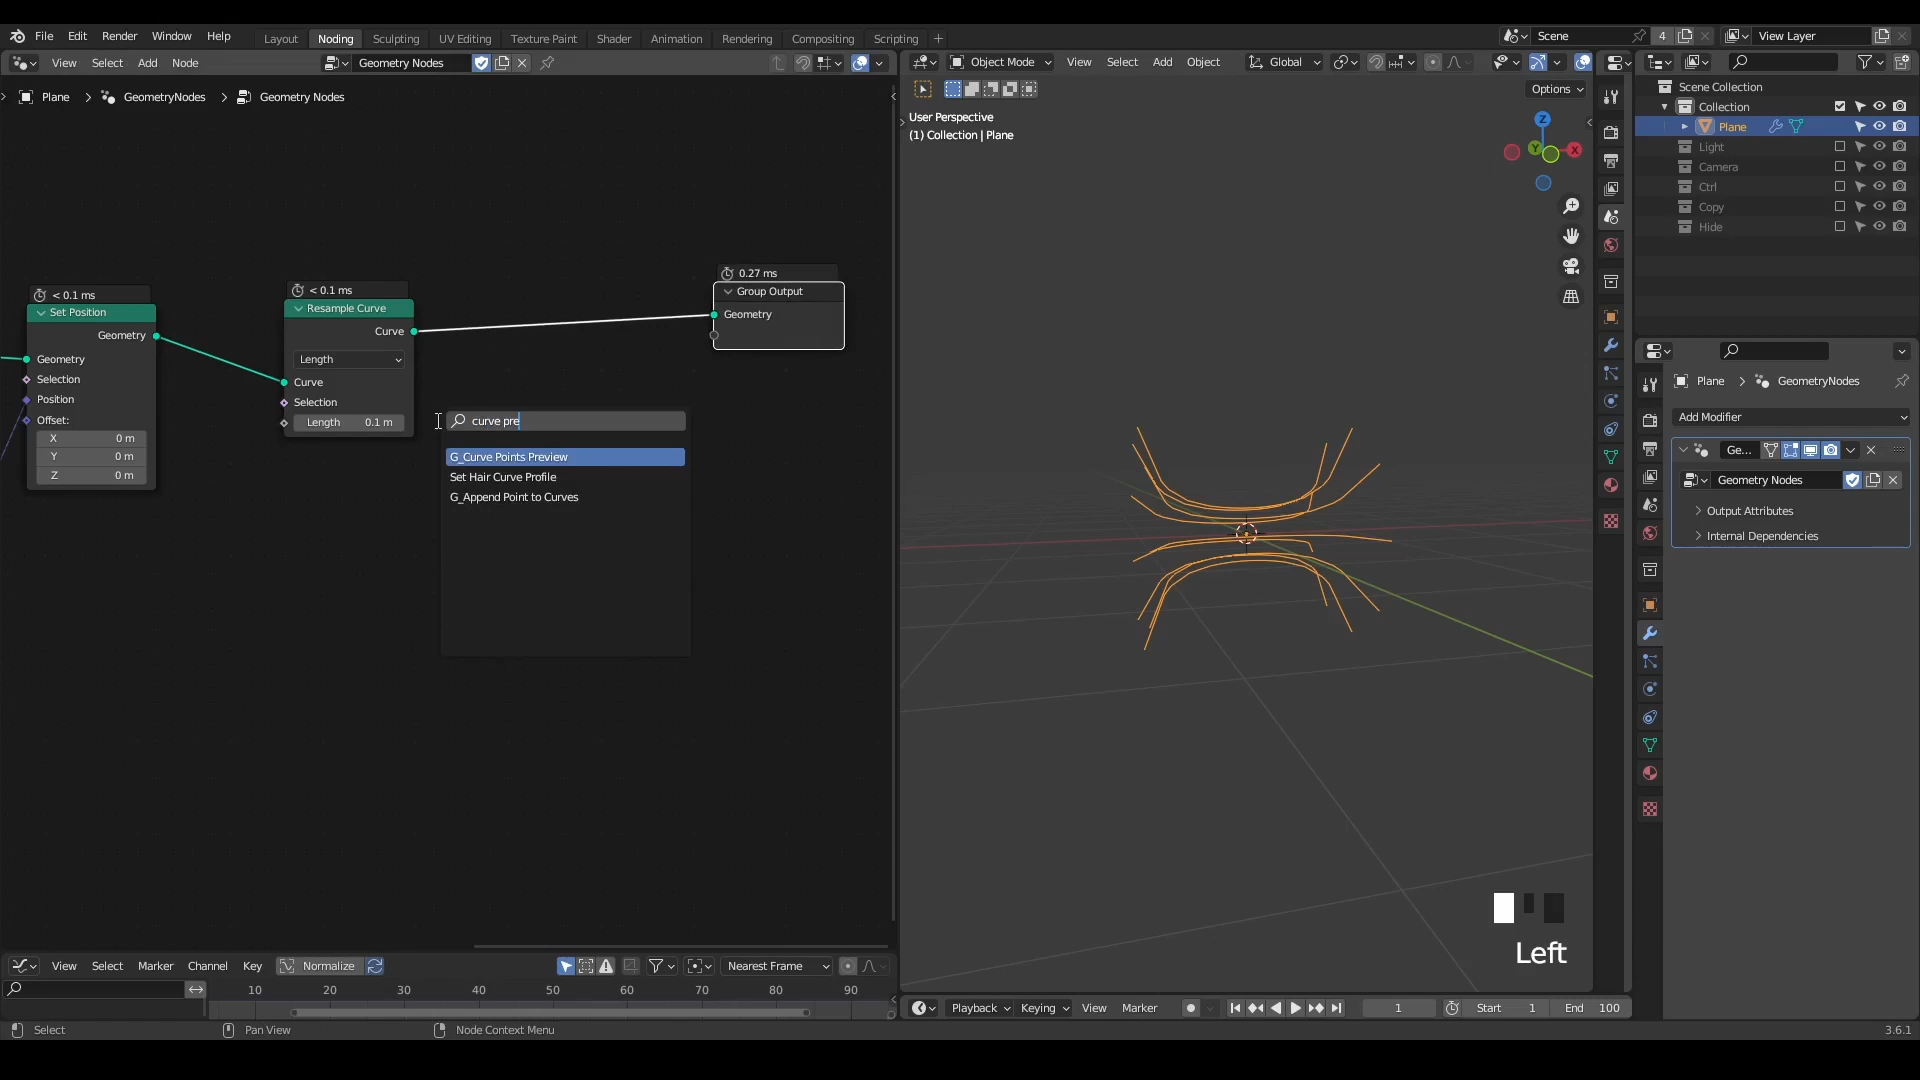 File Edit Render Window Help Layout Noding Sculpting UV Editing Texture Paint Shader Animation Rendering Compositing Scripting + Scene 4 View Layer
View Select Add Node Geometry Nodes
Object Mode View Select Add Object Global
Options
Plane > GeometryNodes > Geometry Nodes
User Perspective
(1) Collection | Plane
Z
Y
X
Scene Collection
Collection
Plane
Light
Camera
Ctrl
Copy
Hide
< 0.1 ms
Set Position
Geometry
Geometry
Selection
Position
Offset:
X 0 m
Y 0 m
Z 0 m
< 0.1 ms
Resample Curve
Curve
Length
Curve
Selection
Length 0.1 m
0.27 ms
Group Output
Geometry
curve pre
G_Curve Points Preview
Set Hair Curve Profile
G_Append Point to Curves
Plane > GeometryNodes
Add Modifier
Ge...
Geometry Nodes
Output Attributes
Internal Dependencies
Left
View Select Marker Channel Key Normalize Nearest Frame
10 20 30 40 50 60 70 80 90
Playback Keying View Marker 1 Start 1 End 100
Select Pan View Node Context Menu 3.6.1